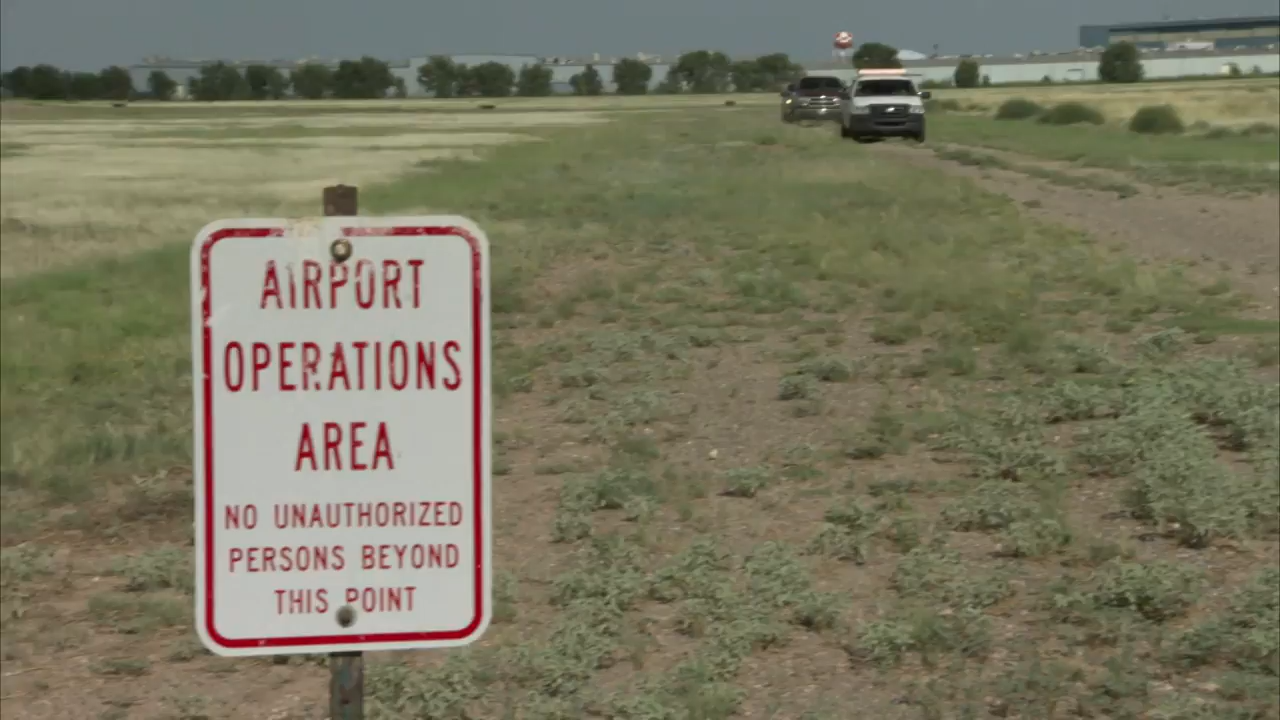 AIRPORT
OPERATIONS
AREA
NO UNAUTHORIZED
PERSONS BEYOND
THIS POINT